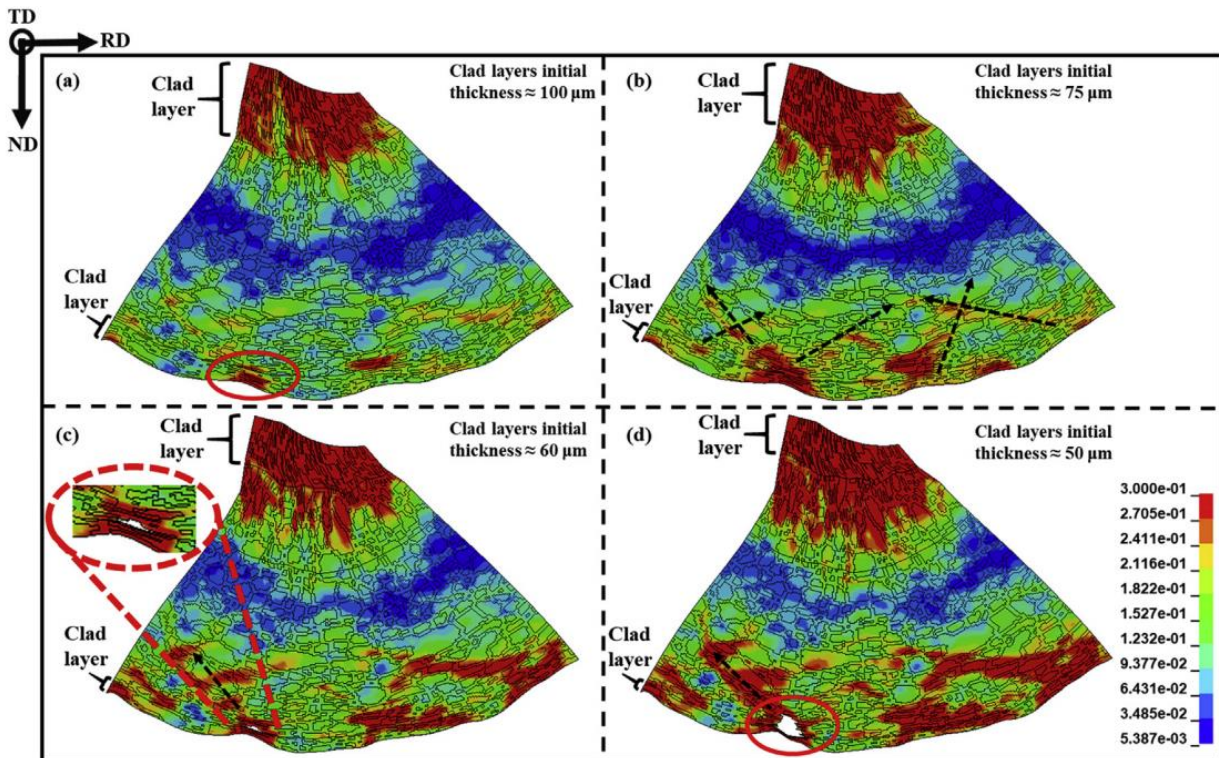 TD
RD
ND
(a)
Clad
layer
Clad layers initial
thickness ≈ 100 μm
Clad
layer
(b)
Clad
layer
Clad layers initial
thickness ≈ 75 μm
Clad
layer
(c)
Clad
layer
Clad layers initial
thickness ≈ 60 μm
Clad
layer
(d)
Clad
layer
Clad layers initial
thickness ≈ 50 μm
Clad
layer
3.000e-01
2.705e-01
2.411e-01
2.116e-01
1.822e-01
1.527e-01
1.232e-01
9.377e-02
6.431e-02
3.485e-02
5.387e-03